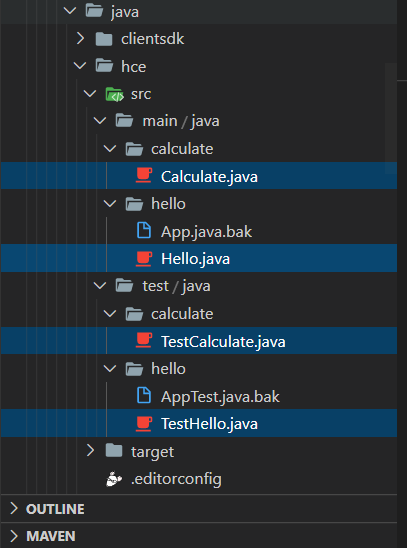 java
clientsdk
hce
src
main / java
calculate
Calculate.java
hello
App.java.bak
Hello.java
test / java
calculate
TestCalculate.java
hello
AppTest.java.bak
TestHello.java
target
.editorconfig
OUTLINE
MAVEN